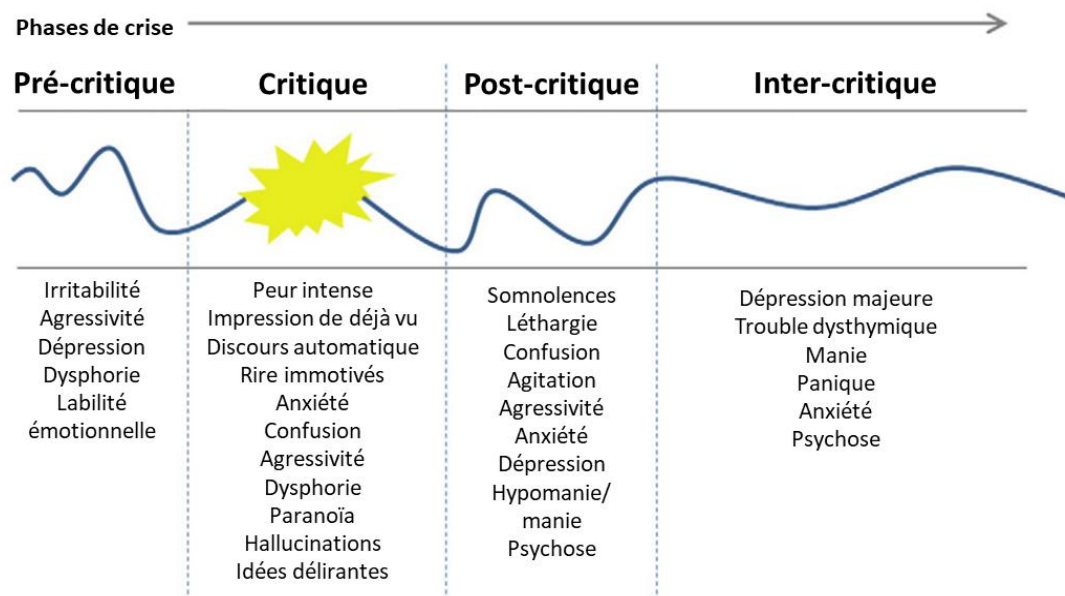 Phases de crise
Pré-critique
Critique
Post-critique
Inter-critique
Irritabilité
Agressivité
Dépression
Dysphorie
Labilité
émotionnelle
Peur intense
Impression de déjà vu
Discours automatique
Rire immotivés
Anxiété
Confusion
Agressivité
Dysphorie
Paranoïa
Hallucinations
Idées délirantes
Somnolences
Léthargie
Confusion
Agitation
Agressivité
Anxiété
Dépression
Hypomanie/
manie
Psychose
Dépression majeure
Trouble dysthymique
Manie
Panique
Anxiété
Psychose